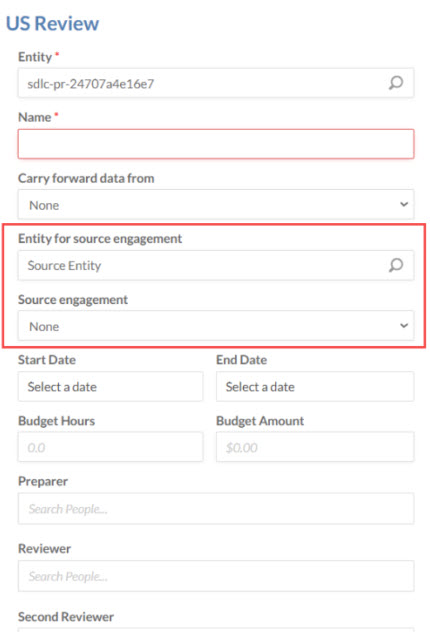 US Review
Entity *
sdlc-pr-24707a4e16e7
Name *
Carry forward data from
None
Entity for source engagement
Source Entity
Source engagement
None
Start Date End Date
Select a date Select a date
Budget Hours Budget Amount
0.0 $0.00
Preparer
Search People...
Reviewer
Search People...
Second Reviewer